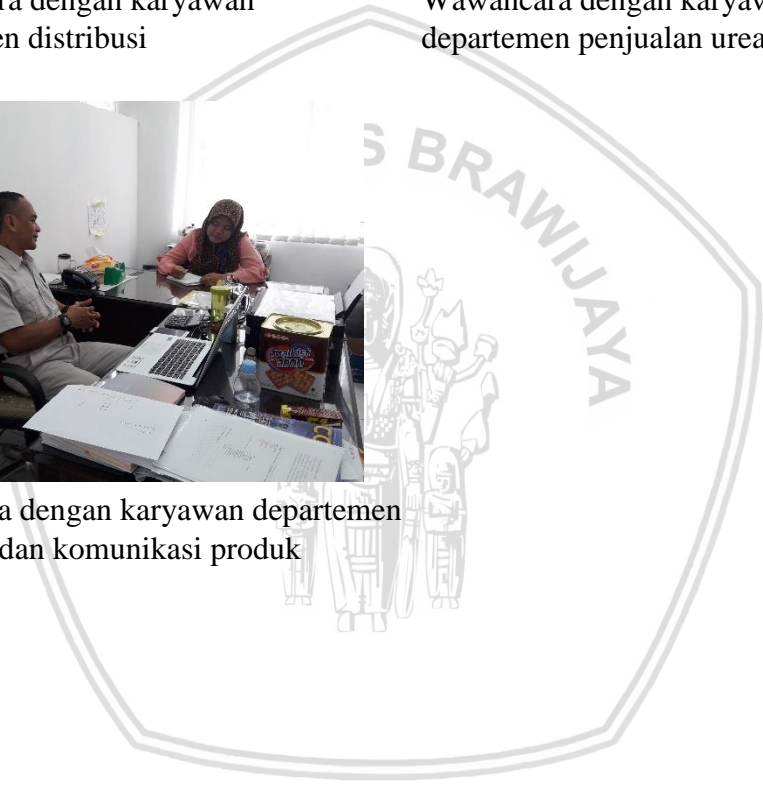 ra dengan karyawan
en distribusi
Wawancara dengan karyaw
departemen penjualan urea
S BRAWIJAYA
a dengan karyawan departemen
dan komunikasi produk